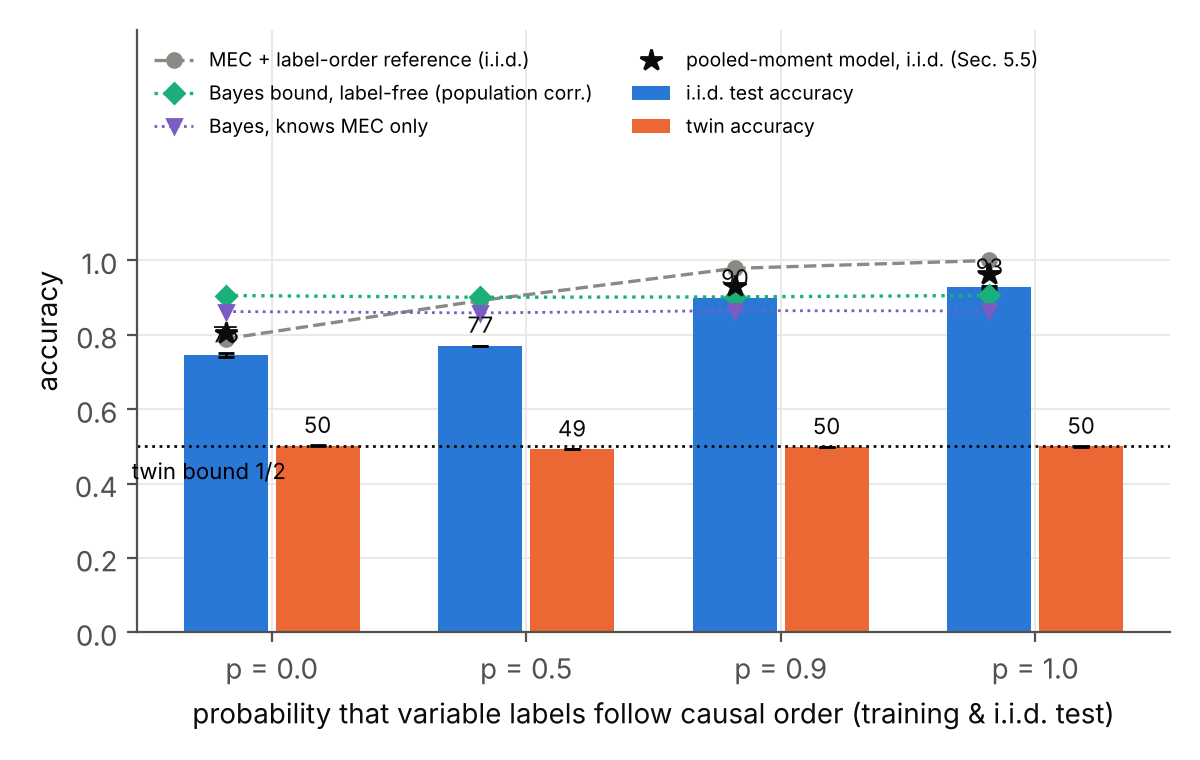 MEC + label-order reference (i.i.d.)
Bayes bound, label-free (population corr.)
Bayes, knows MEC only
pooled-moment model, i.i.d. (Sec. 5.5)
i.i.d. test accuracy
twin accuracy
accuracy
1.0
0.8
0.6
0.4
0.2
0.0
77
90
93
50
49
50
50
twin bound 1/2
p = 0.0
p = 0.5
p = 0.9
p = 1.0
probability that variable labels follow causal order (training & i.i.d. test)